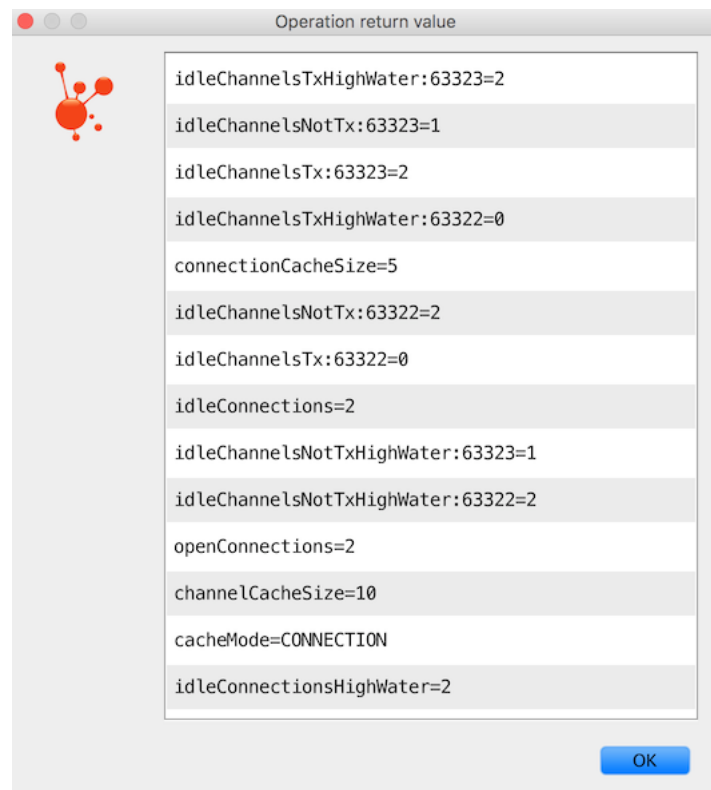 Operation return value
idleChannelsTxHighWater:63323=2
idleChannelsNotTx:63323=1
idleChannelsTx:63323=2
idleChannelsTxHighWater:63322=0
connectionCacheSize=5
idleChannelsNotTx:63322=2
idleChannelsTx:63322=0
idleConnections=2
idleChannelsNotTxHighWater:63323=1
idleChannelsNotTxHighWater:63322=2
openConnections=2
channelCacheSize=10
cacheMode=CONNECTION
idleConnectionsHighWater=2
OK